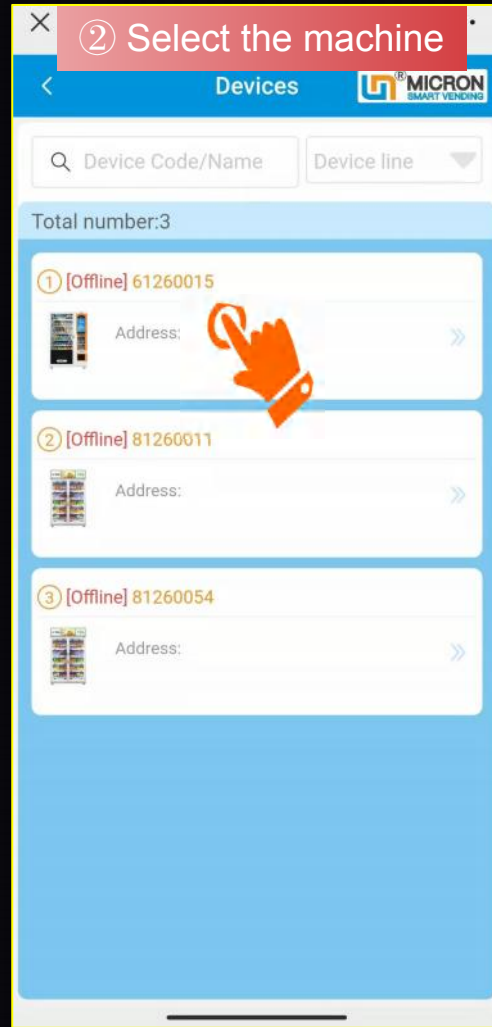 ② Select the machine
Devices
® MICRON
SMART VENDING
Device Code/Name
Device line
Total number:3
① [Offline] 61260015
Address:
② [Offline] 81260011
Address:
③ [Offline] 81260054
Address: